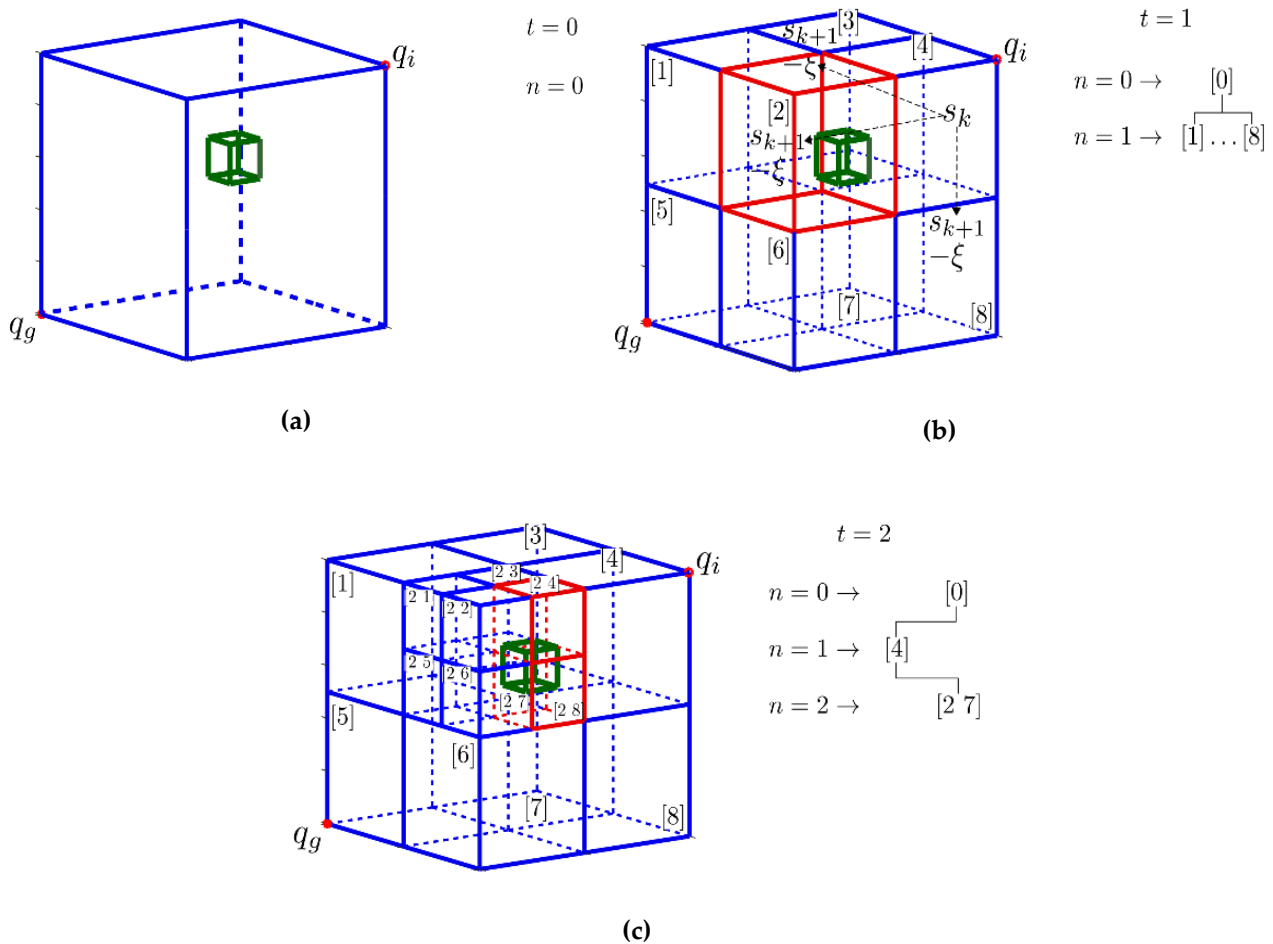 t = 0
n = 0
q_i
q_g
(a)
t = 1
n = 0 → [0]
n = 1 → [1] … [8]
[3]
s_{k+1}
−ξ
[4]
q_i
[1]
[2]
s_k
s_{k+1}
−ξ
[5]
s_{k+1}
−ξ
[6]
[7]
[8]
q_g
(b)
t = 2
n = 0 → [0]
n = 1 → [4]
n = 2 → [2 7]
[3]
[4]
q_i
[1]
[2 3]
[2 4]
[2 1]
[2 2]
[2 5]
[2 6]
[2 7]
[2 8]
[5]
[6]
[7]
[8]
q_g
(c)